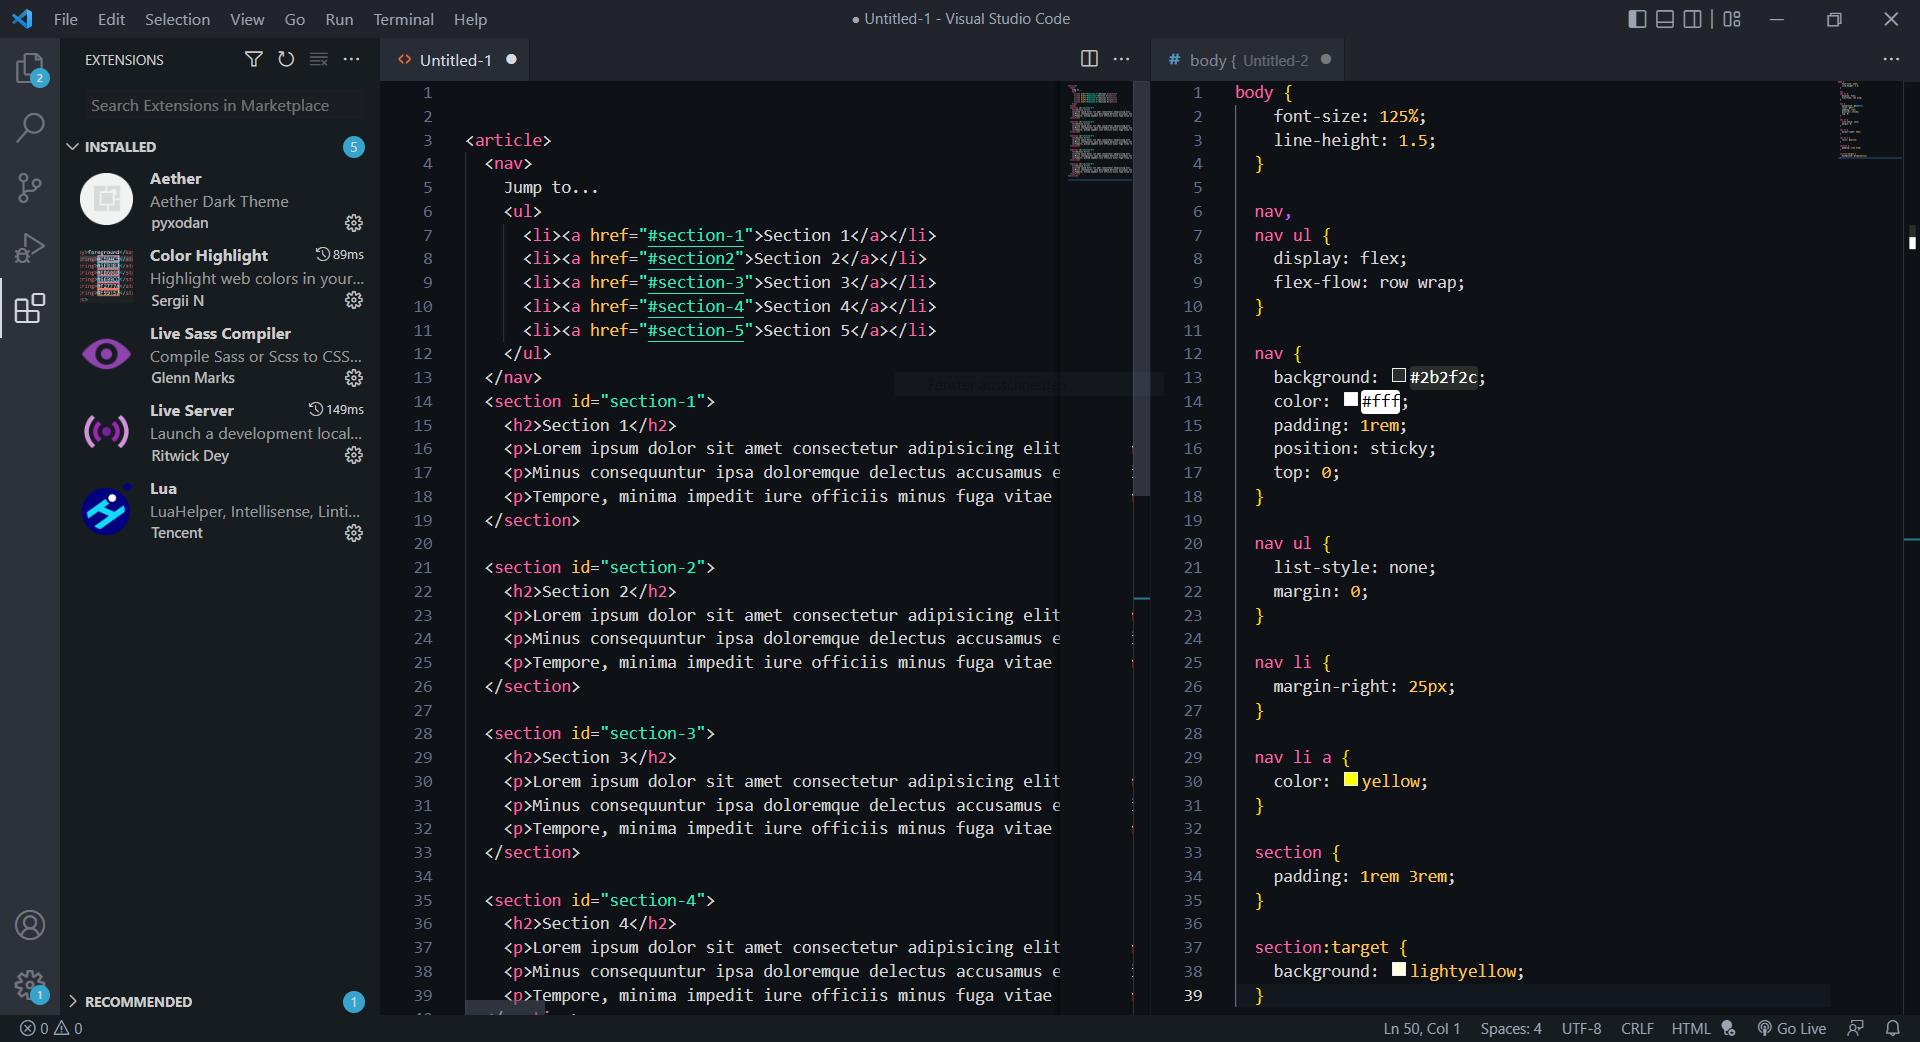 File Edit Selection View Go Run Terminal Help
● Untitled-1 - Visual Studio Code
2
EXTENSIONS
Search Extensions in Marketplace
INSTALLED 5
Aether
Aether Dark Theme
pyxodan
Color Highlight 89ms
Highlight web colors in your...
Sergii N
Live Sass Compiler
Compile Sass or Scss to CSS...
Glenn Marks
Live Server 149ms
Launch a development local...
Ritwick Dey
Lua
LuaHelper, Intellisense, Linti...
Tencent
RECOMMENDED 1
1
<> Untitled-1 ●
1
2
3 <article>
4 <nav>
5 Jump to...
6 <ul>
7 <li><a href="#section-1">Section 1</a></li>
8 <li><a href="#section2">Section 2</a></li>
9 <li><a href="#section-3">Section 3</a></li>
10 <li><a href="#section-4">Section 4</a></li>
11 <li><a href="#section-5">Section 5</a></li>
12 </ul>
13 </nav>
Fenster ausschneiden
14 <section id="section-1">
15 <h2>Section 1</h2>
16 <p>Lorem ipsum dolor sit amet consectetur adipisicing elit
17 <p>Minus consequuntur ipsa doloremque delectus accusamus e
18 <p>Tempore, minima impedit iure officiis minus fuga vitae
19 </section>
20
21 <section id="section-2">
22 <h2>Section 2</h2>
23 <p>Lorem ipsum dolor sit amet consectetur adipisicing elit
24 <p>Minus consequuntur ipsa doloremque delectus accusamus e
25 <p>Tempore, minima impedit iure officiis minus fuga vitae
26 </section>
27
28 <section id="section-3">
29 <h2>Section 3</h2>
30 <p>Lorem ipsum dolor sit amet consectetur adipisicing elit
31 <p>Minus consequuntur ipsa doloremque delectus accusamus e
32 <p>Tempore, minima impedit iure officiis minus fuga vitae
33 </section>
34
35 <section id="section-4">
36 <h2>Section 4</h2>
37 <p>Lorem ipsum dolor sit amet consectetur adipisicing elit
38 <p>Minus consequuntur ipsa doloremque delectus accusamus e
39 <p>Tempore, minima impedit iure officiis minus fuga vitae
# body { Untitled-2 ●
1 body {
2 font-size: 125%;
3 line-height: 1.5;
4 }
5
6 nav,
7 nav ul {
8 display: flex;
9 flex-flow: row wrap;
10 }
11
12 nav {
13 background: #2b2f2c;
14 color: #fff;
15 padding: 1rem;
16 position: sticky;
17 top: 0;
18 }
19
20 nav ul {
21 list-style: none;
22 margin: 0;
23 }
24
25 nav li {
26 margin-right: 25px;
27 }
28
29 nav li a {
30 color: yellow;
31 }
32
33 section {
34 padding: 1rem 3rem;
35 }
36
37 section:target {
38 background: lightyellow;
39 }
0 0
Ln 50, Col 1 Spaces: 4 UTF-8 CRLF HTML Go Live